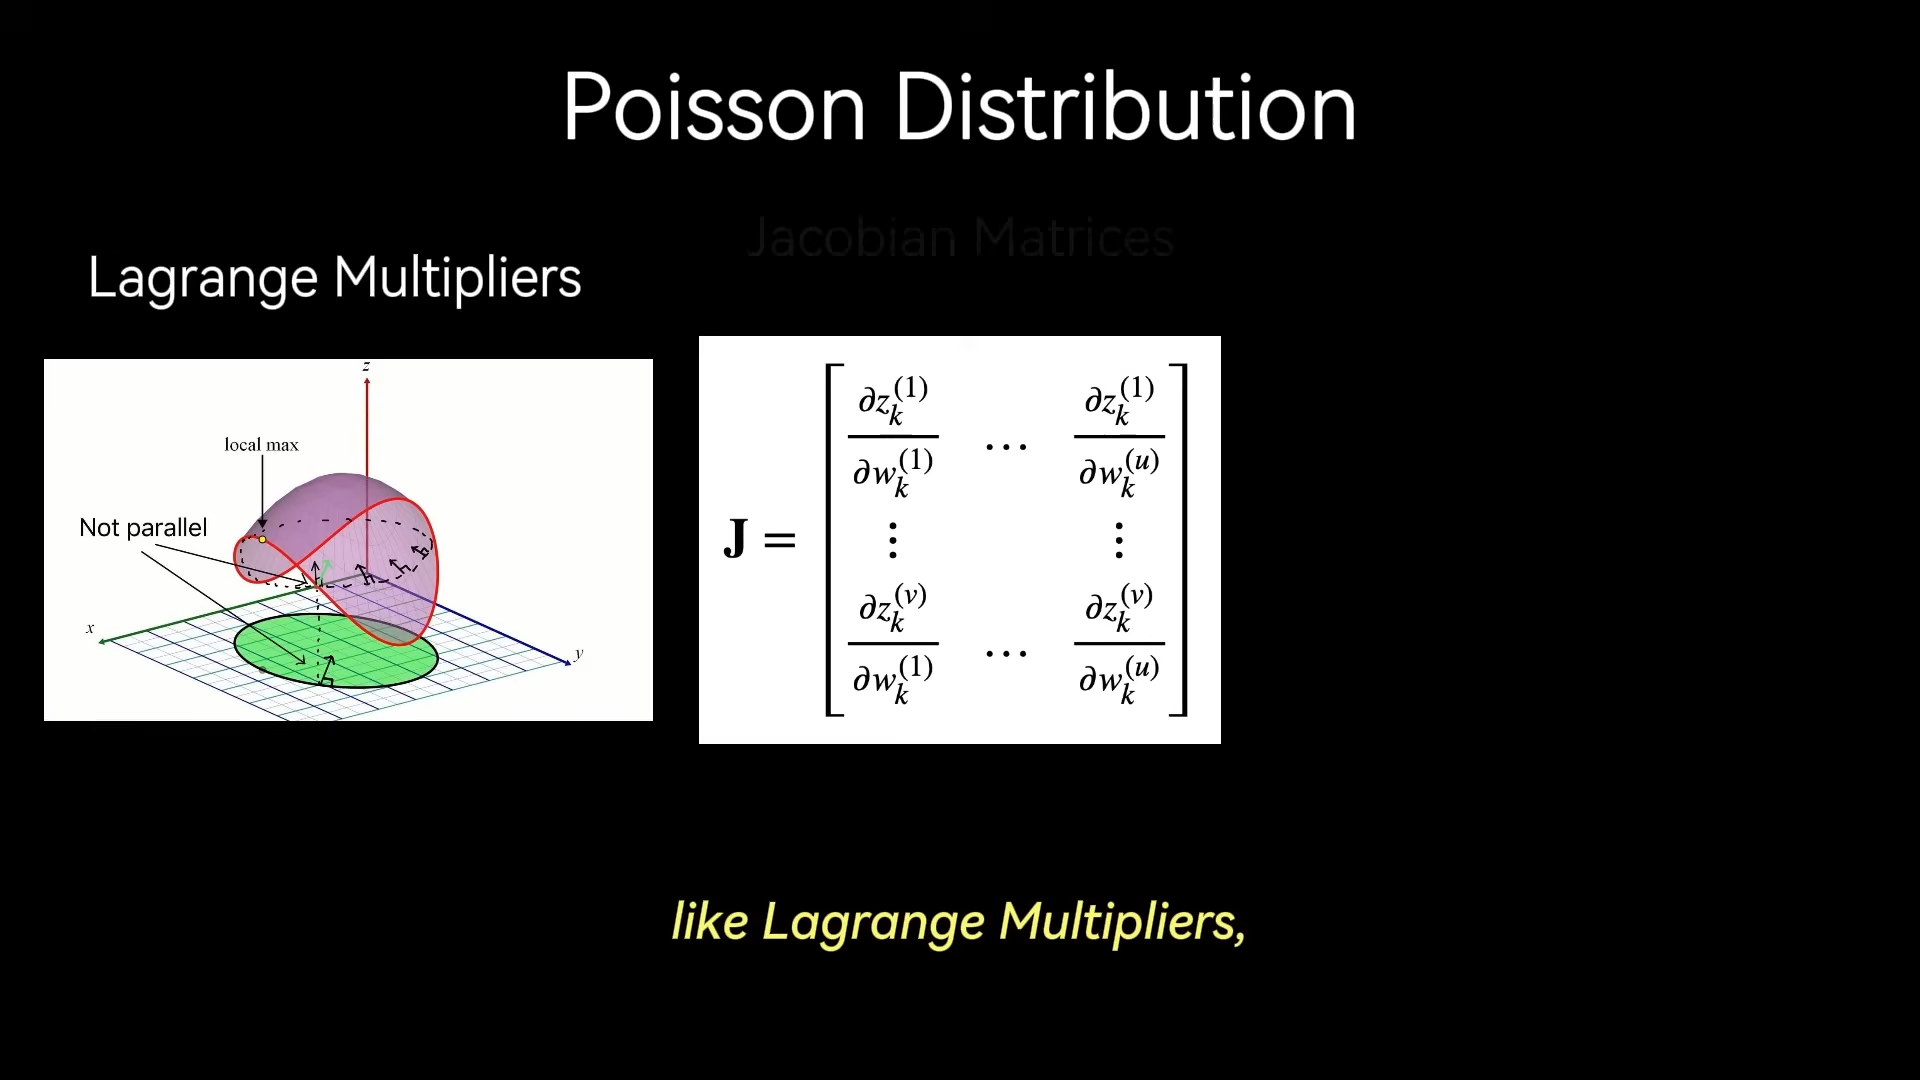 Poisson Distribution
Jacobian Matrices
Lagrange Multipliers
z
local max
Not parallel
x
y
J = [ ∂z_k^(1)/∂w_k^(1) ⋯ ∂z_k^(1)/∂w_k^(u)
⋮ ⋮
∂z_k^(v)/∂w_k^(1) ⋯ ∂z_k^(v)/∂w_k^(u) ]
like Lagrange Multipliers,